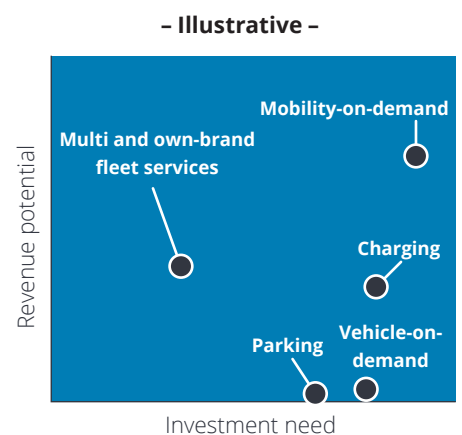 – Illustrative –
Mobility-on-demand
Multi and own-brand
fleet services
Charging
Parking
Vehicle-on-
demand
Revenue potential
Investment need